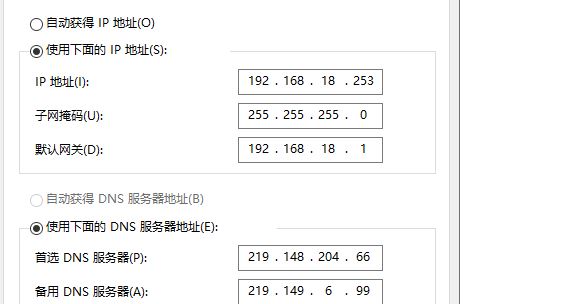 自动获得 IP 地址(O)
使用下面的 IP 地址(S):
IP 地址(I): 192 . 168 . 18 . 253
子网掩码(U): 255 . 255 . 255 . 0
默认网关(D): 192 . 168 . 18 . 1
自动获得 DNS 服务器地址(B)
使用下面的 DNS 服务器地址(E):
首选 DNS 服务器(P): 219 . 148 . 204 . 66
备用 DNS 服务器(A): 219 . 149 . 6 . 99